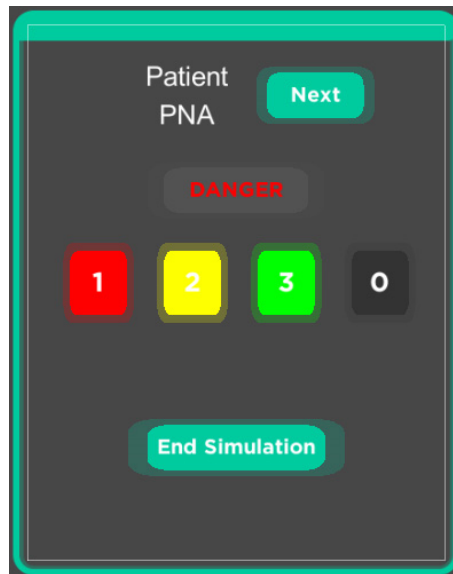 Patient
PNA
Next
DANGER
1 2 3 0
End Simulation